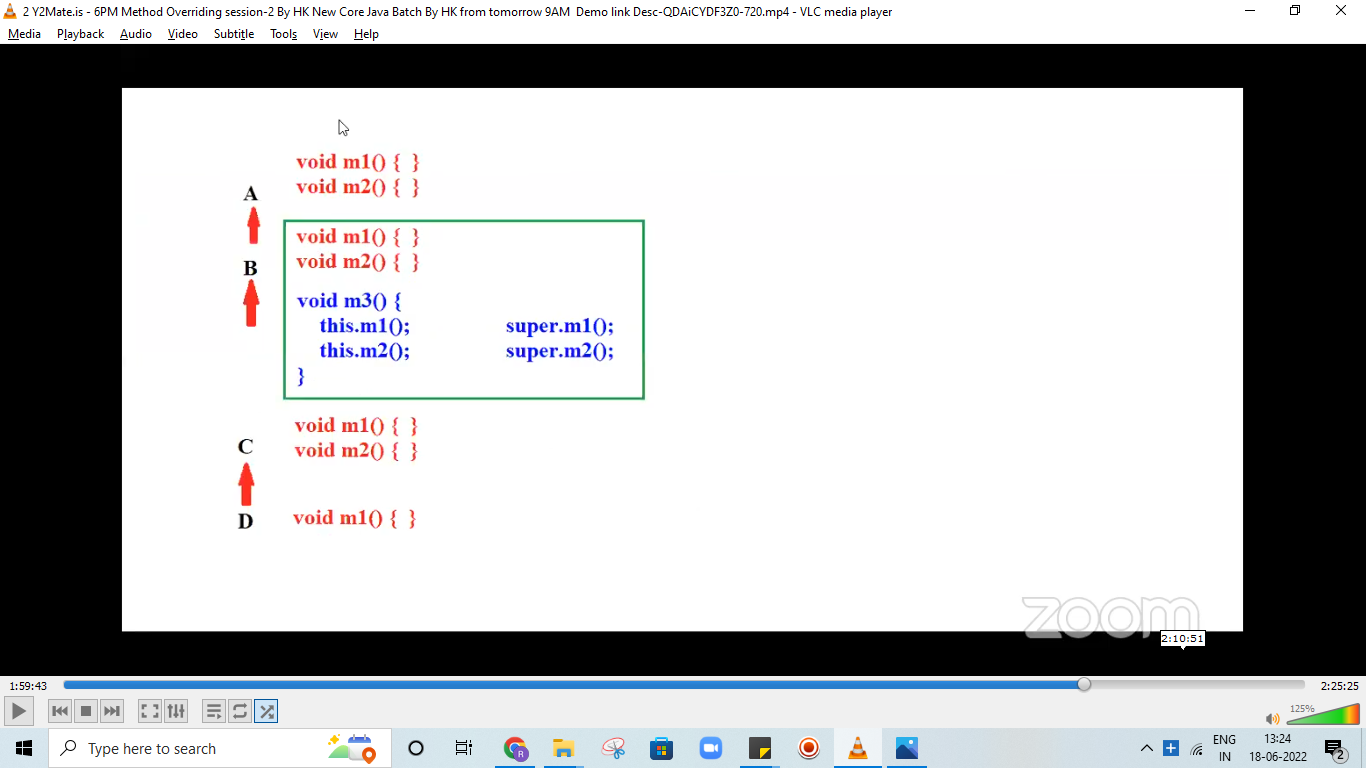 2 Y2Mate.is - 6PM Method Overriding session-2 By HK New Core Java Batch By HK from tomorrow 9AM  Demo link Desc-QDAiCYDF3Z0-720.mp4 - VLC media player
Media Playback Audio Video Subtitle Tools View Help
void m1() {  }
void m2() {  }
A
void m1() {  }
void m2() {  }
B
void m3() {
this.m1(); super.m1();
this.m2(); super.m2();
}
void m1() {  }
void m2() {  }
C
D void m1() {  }
zoom
2:10:51
1:59:43 2:25:25
125%
Type here to search
R
ENG
IN
13:24
18-06-2022
2